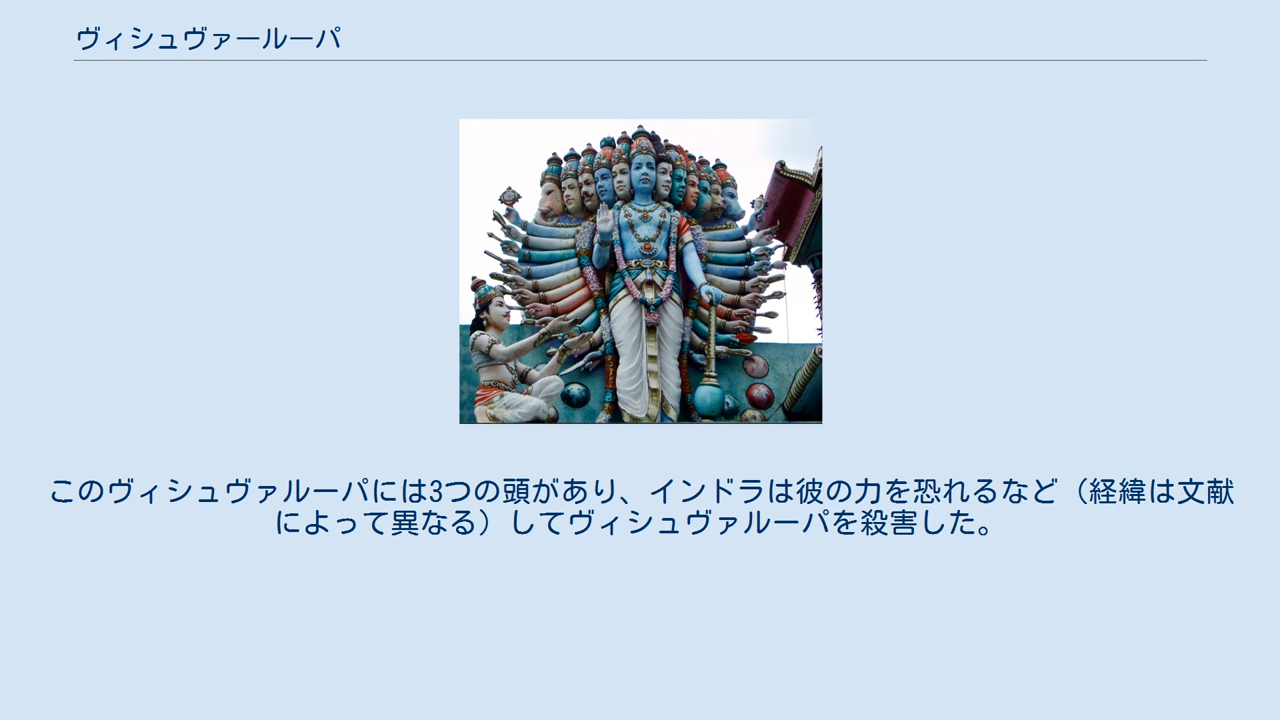 ヴィシュヴァールーパ
このヴィシュヴァルーパには3つの頭があり、インドラは彼の力を恐れるなど（経緯は文献
によって異なる）してヴィシュヴァルーパを殺害した。